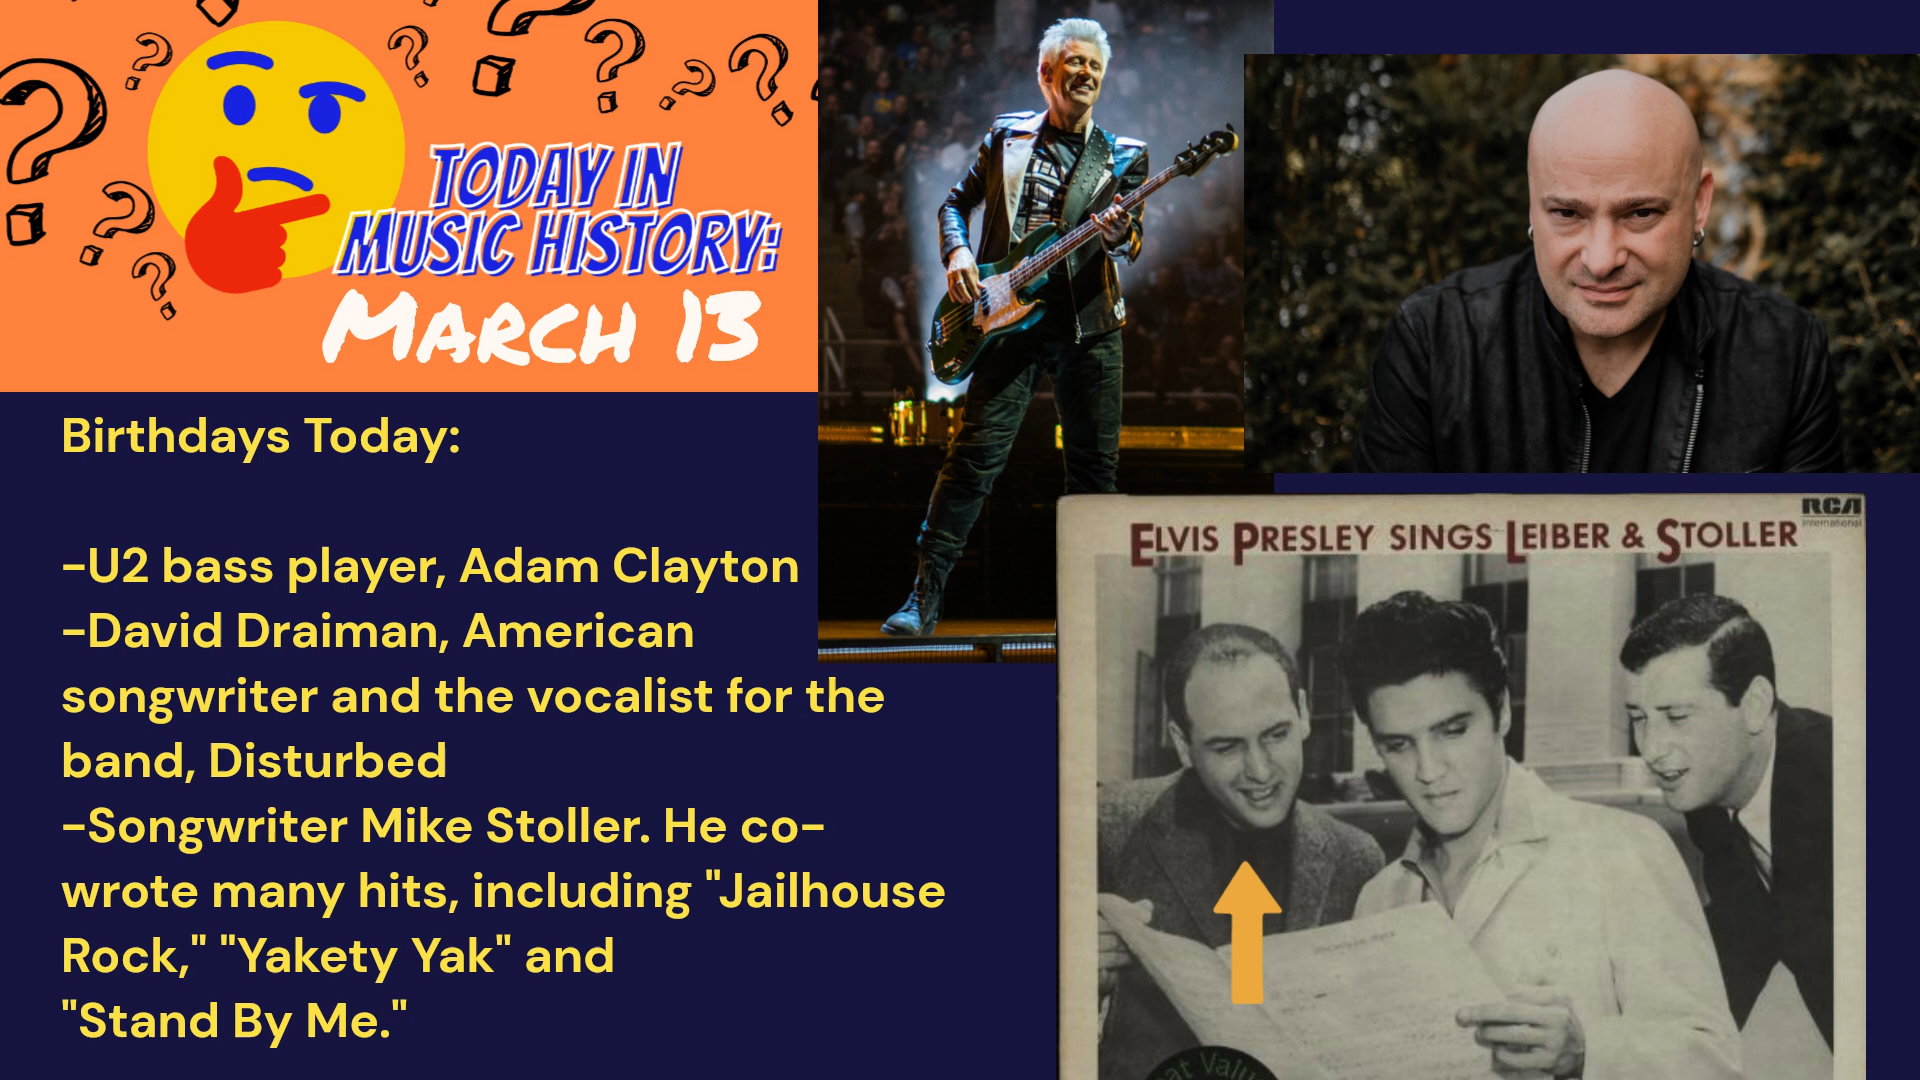 TODAY IN
MUSIC HISTORY:
MARCH 13
Birthdays Today:
-U2 bass player, Adam Clayton
-David Draiman, American
songwriter and the vocalist for the
band, Disturbed
-Songwriter Mike Stoller. He co-
wrote many hits, including "Jailhouse
Rock," "Yakety Yak" and
"Stand By Me."
RCA
International
ELVIS PRESLEY SINGS LEIBER & STOLLER